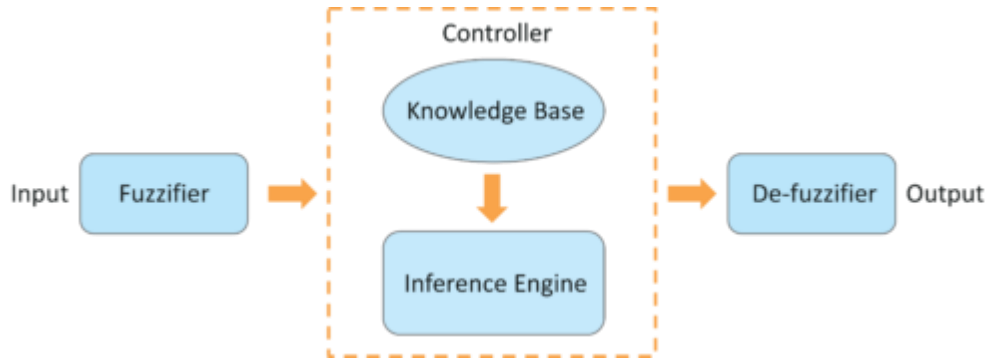 Controller
Knowledge Base
Input
Fuzzifier
De-fuzzifier
Output
Inference Engine